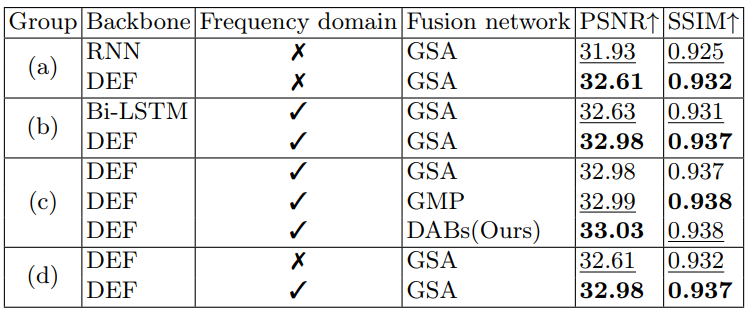 Group Backbone Frequency domain Fusion network PSNR↑ SSIM↑
(a) RNN ✗ GSA 31.93 0.925
DEF ✗ GSA 32.61 0.932
(b) Bi-LSTM ✓ GSA 32.63 0.931
DEF ✓ GSA 32.98 0.937
(c) DEF ✓ GSA 32.98 0.937
DEF ✓ GMP 32.99 0.938
DEF ✓ DABs(Ours) 33.03 0.938
(d) DEF ✗ GSA 32.61 0.932
DEF ✓ GSA 32.98 0.937